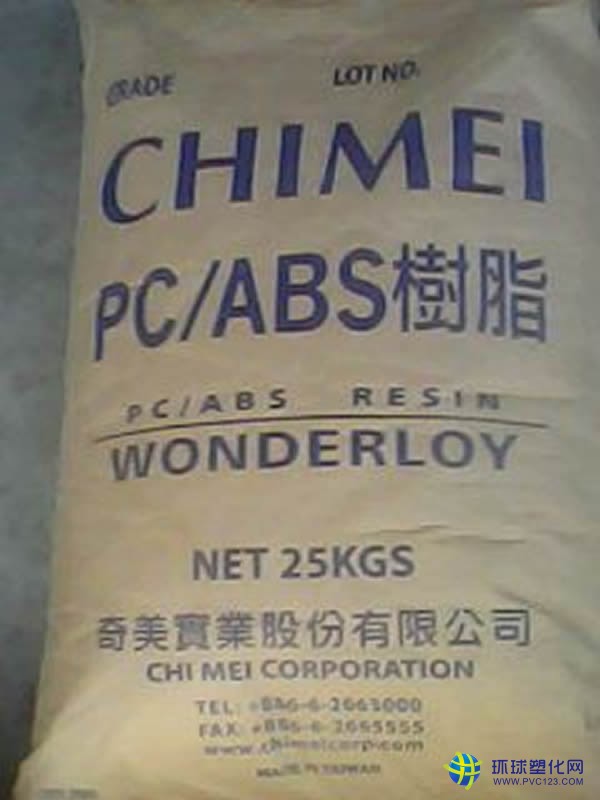 GRADE LOT NO.
CHIMEI
PC/ABS樹脂
PC/ABS RESIN
WONDERLOY
NET 25KGS
奇美實業股份有限公司
CHI MEI CORPORATION
TEL: +886-6-2663000
FAX: +886-6-2665555
www.chimeicorp.com
MADE IN TAIWAN
环球塑化网
WWW.PVC123.COM